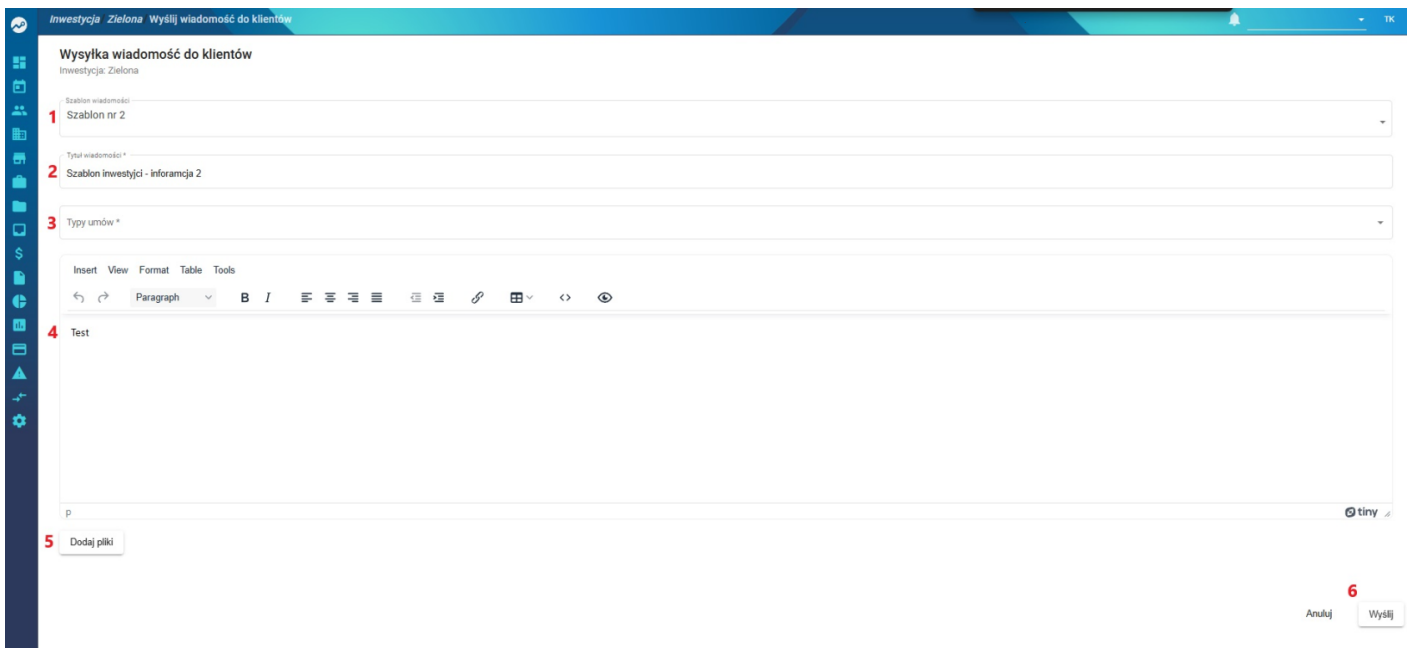 Inwestycja Zielona Wyślij wiadomość do klientów
TK
Wysyłka wiadomość do klientów
Inwestycja: Zielona
Szablon wiadomości
1 Szablon nr 2
Tytuł wiadomości *
2 Szablon inwestyjci - inforamcja 2
3 Typy umów *
Insert View Format Table Tools
Paragraph B I
4 Test
p
tiny
5 Dodaj pliki
6
Anuluj Wyślij